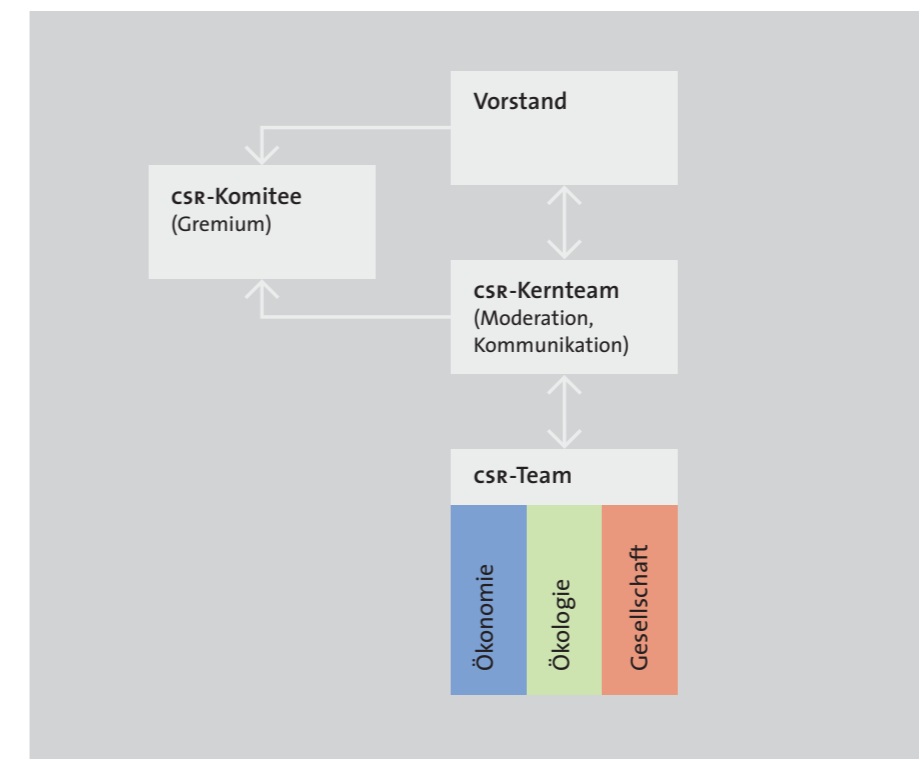 Vorstand
CSR-Komitee
(Gremium)
CSR-Kernteam
(Moderation,
Kommunikation)
CSR-Team
Ökonomie
Ökologie
Gesellschaft